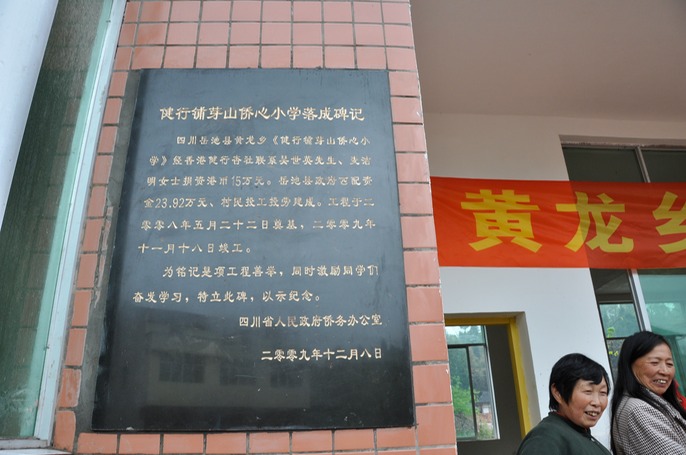 健行铺芽山侨心小学落成碑记
四川岳池县黄龙乡《健行铺芽山侨心小
学》经香港健行香社联系吴世英先生、朱洁
明女士捐资港币15万元。岳池县政府匹配资
金23.92万元，村民投工投劳建成。工程于二
零零八年五月二十二日奠基，二零零九年
十一月十八日竣工。
为铭记是项工程善举，同时激励同学们
奋发学习，特立此碑，以示纪念。
四川省人民政府侨务办公室
二零零九年十二月八日
黄龙乡